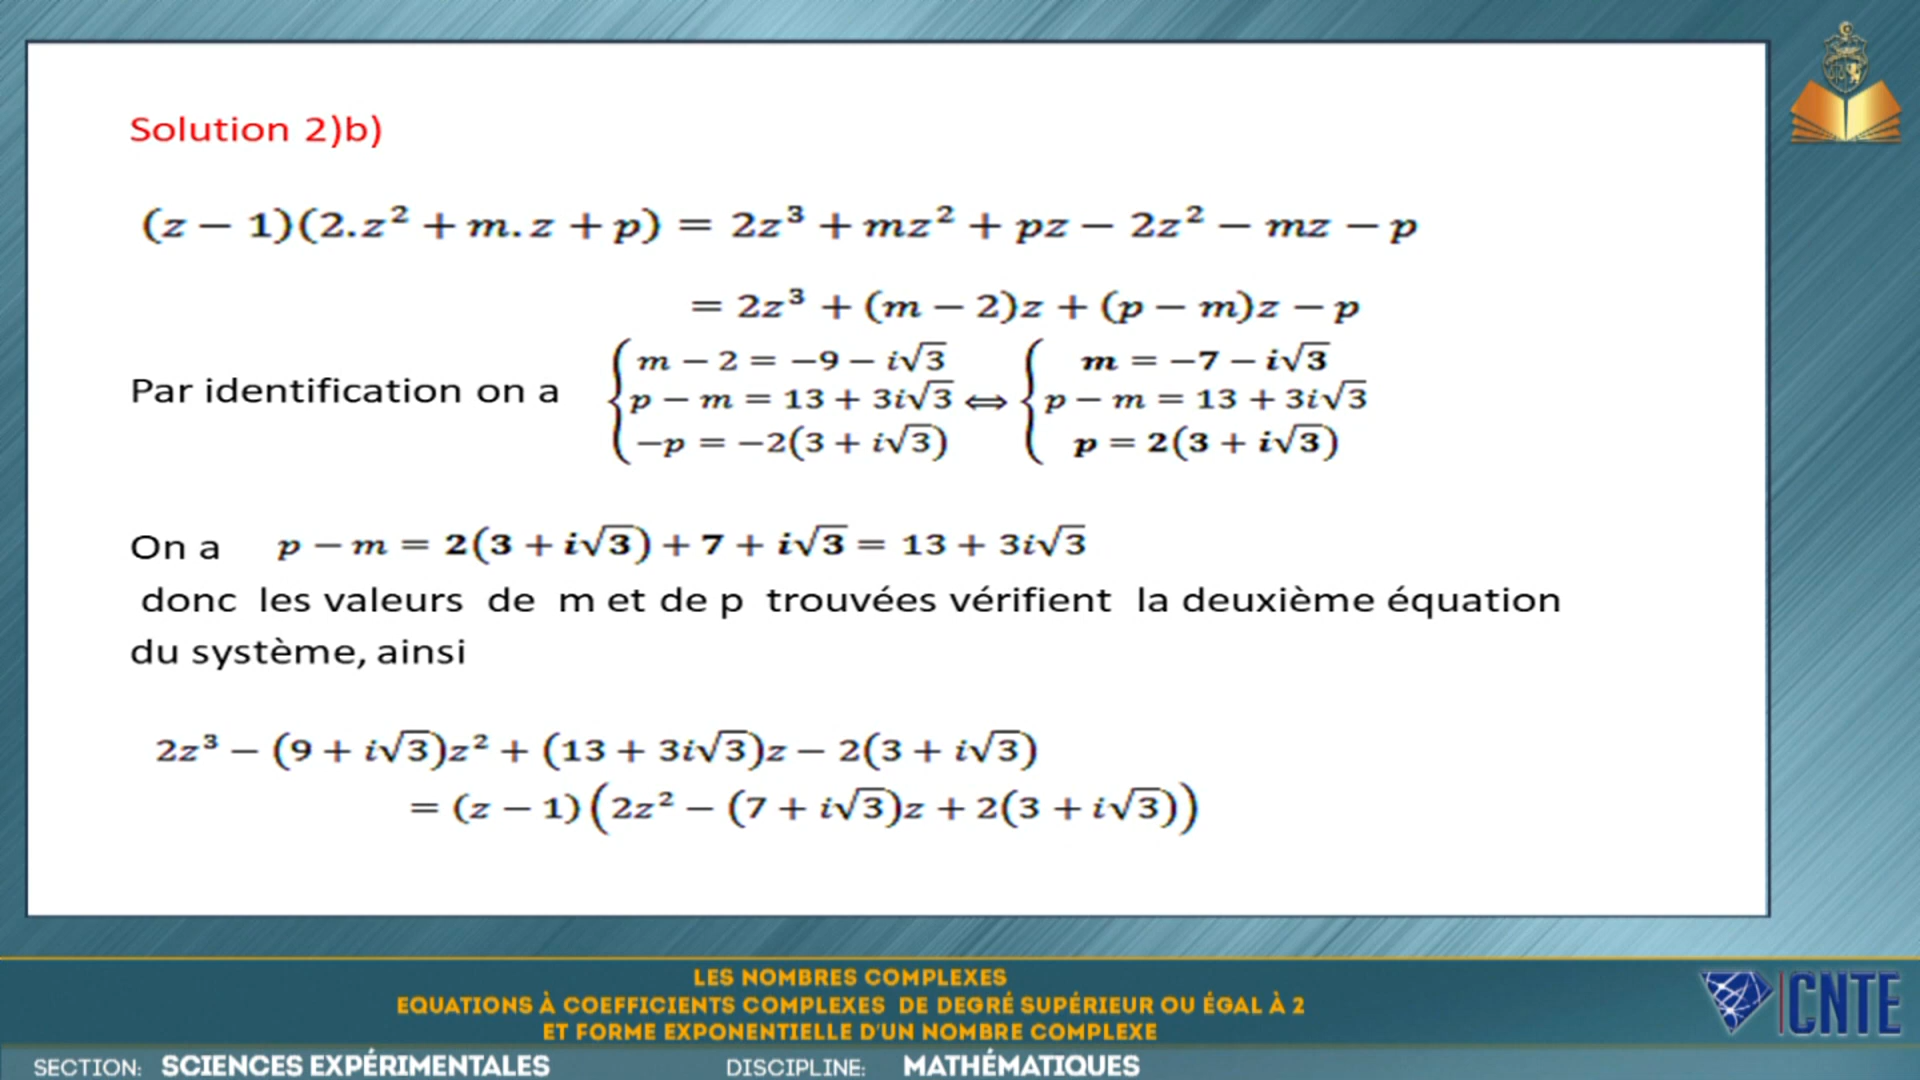 Solution 2)b)
(z − 1)(2.z² + m.z + p) = 2z³ + mz² + pz − 2z² − mz − p
= 2z³ + (m − 2)z + (p − m)z − p
Par identification on a { m − 2 = −9 − i√3 ; p − m = 13 + 3i√3 ; −p = −2(3 + i√3) ⟺ { m = −7 − i√3 ; p − m = 13 + 3i√3 ; p = 2(3 + i√3)
On a p − m = 2(3 + i√3) + 7 + i√3 = 13 + 3i√3
donc les valeurs de m et de p trouvées vérifient la deuxième équation
du système, ainsi
2z³ − (9 + i√3)z² + (13 + 3i√3)z − 2(3 + i√3)
= (z − 1)(2z² − (7 + i√3)z + 2(3 + i√3))
LES NOMBRES COMPLEXES
EQUATIONS À COEFFICIENTS COMPLEXES DE DEGRÉ SUPÉRIEUR OU ÉGAL À 2
ET FORME EXPONENTIELLE D'UN NOMBRE COMPLEXE
CNTE
SECTION: SCIENCES EXPÉRIMENTALES DISCIPLINE: MATHÉMATIQUES